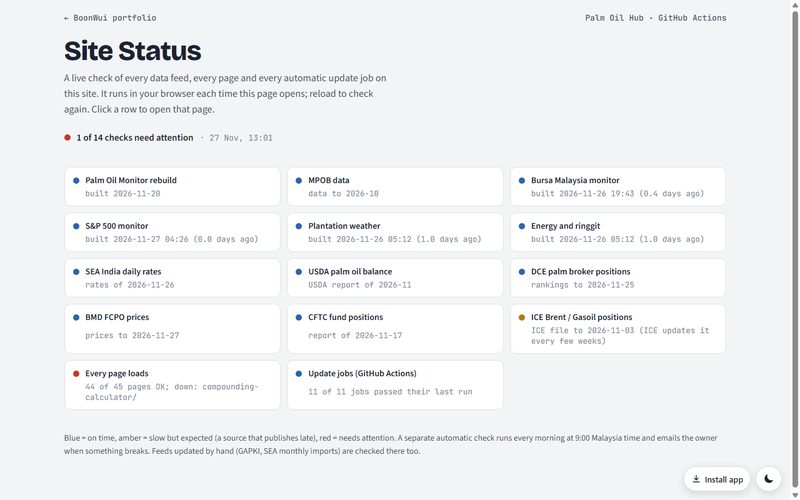 ← BoonWui portfolio
Palm Oil Hub · GitHub Actions
Site Status
A live check of every data feed, every page and every automatic update job on
this site. It runs in your browser each time this page opens; reload to check
again. Click a row to open that page.
1 of 14 checks need attention · 27 Nov, 13:01
Palm Oil Monitor rebuild
built 2026-11-20
MPOB data
data to 2026-10
Bursa Malaysia monitor
built 2026-11-26 19:43 (0.4 days ago)
S&P 500 monitor
built 2026-11-27 04:26 (0.0 days ago)
Plantation weather
built 2026-11-26 05:12 (1.0 days ago)
Energy and ringgit
built 2026-11-26 05:12 (1.0 days ago)
SEA India daily rates
rates of 2026-11-26
USDA palm oil balance
USDA report of 2026-11
DCE palm broker positions
rankings to 2026-11-25
BMD FCPO prices
prices to 2026-11-27
CFTC fund positions
report of 2026-11-17
ICE Brent / Gasoil positions
ICE file to 2026-11-03 (ICE updates it
every few weeks)
Every page loads
44 of 45 pages OK; down: compounding-
calculator/
Update jobs (GitHub Actions)
11 of 11 jobs passed their last run
Blue = on time, amber = slow but expected (a source that publishes late), red = needs attention. A separate automatic check runs every morning at 9:00 Malaysia time and emails the owner
when something breaks. Feeds updated by hand (GAPKI, SEA monthly imports) are checked there too.
Install app